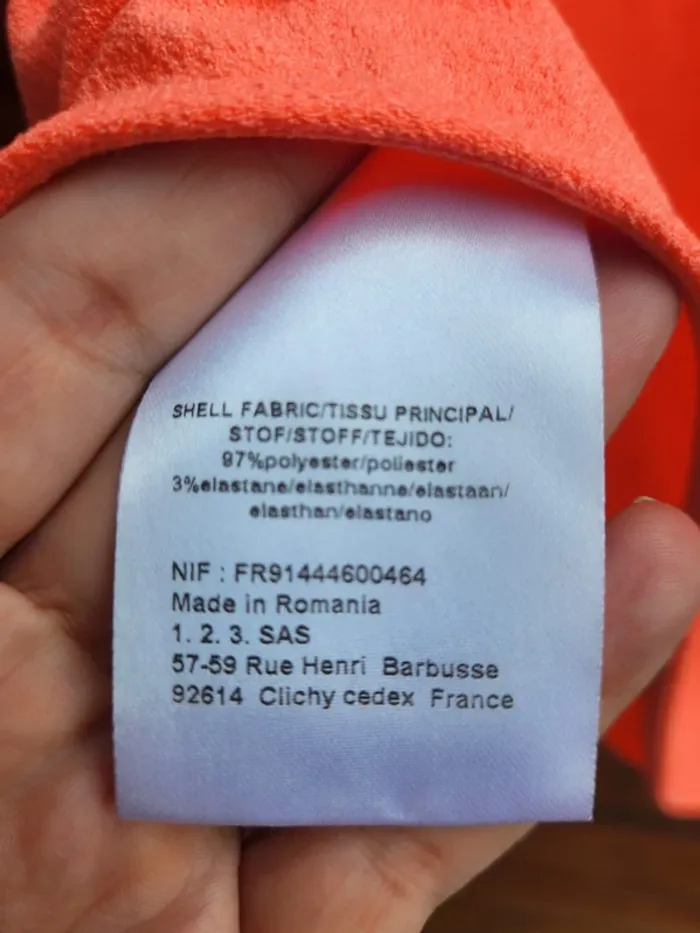 SHELL FABRIC/TISSU PRINCIPAL/
STOF/STOFF/TEJIDO:
97%polyester/poliester
3%elastane/elasthanne/elastaan/
elasthan/elastano
NIF : FR91444600464
Made in Romania
1. 2. 3. SAS
57-59 Rue Henri Barbusse
92614 Clichy cedex France